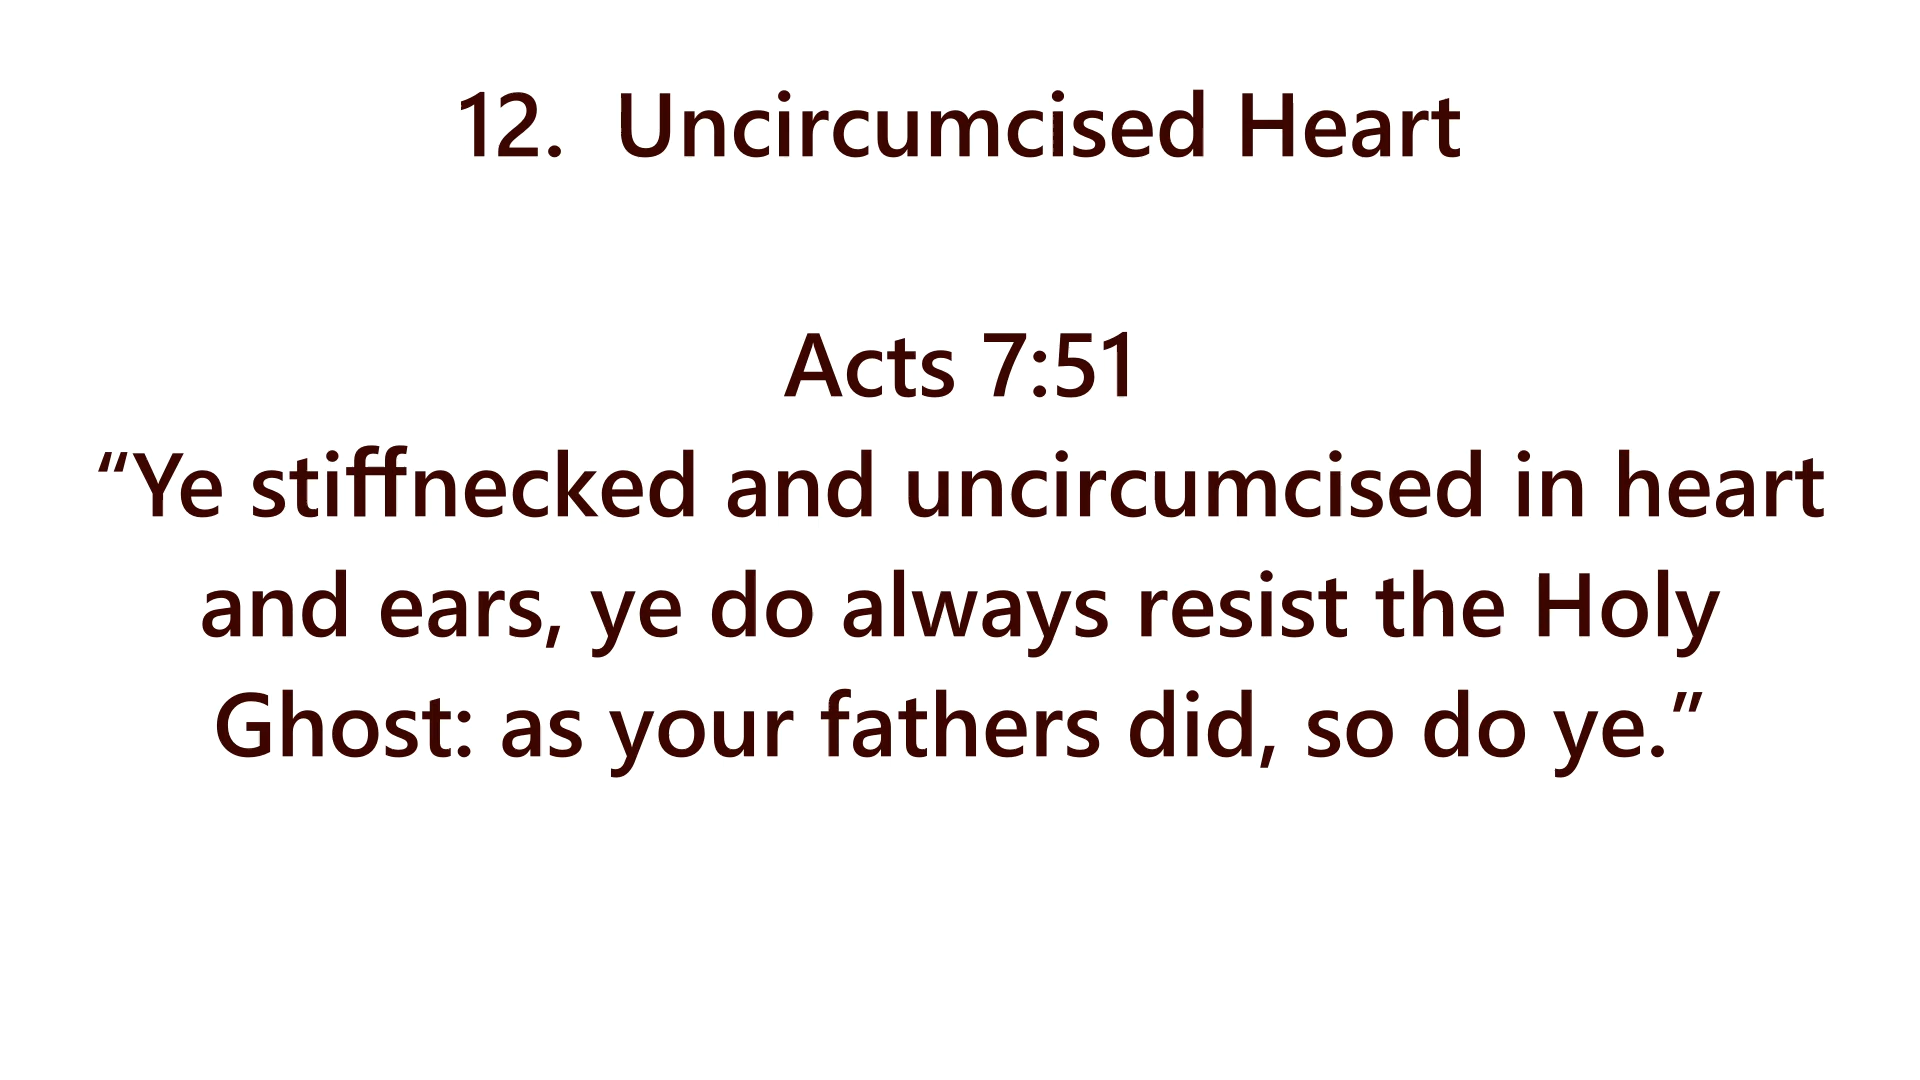 12.  Uncircumcised Heart
Acts 7:51
“Ye stiffnecked and uncircumcised in heart
and ears, ye do always resist the Holy
Ghost: as your fathers did, so do ye.”